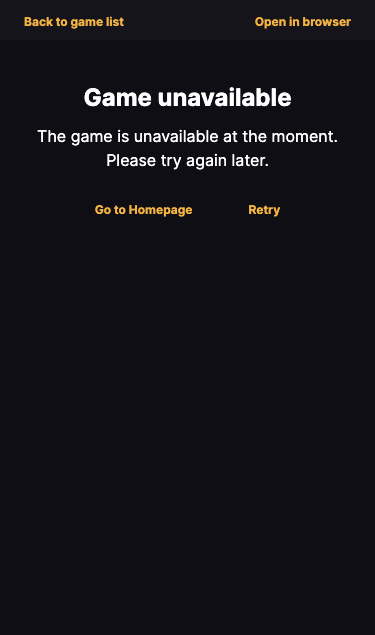 Back to game list
Open in browser
Game unavailable
The game is unavailable at the moment.
Please try again later.
Go to Homepage
Retry